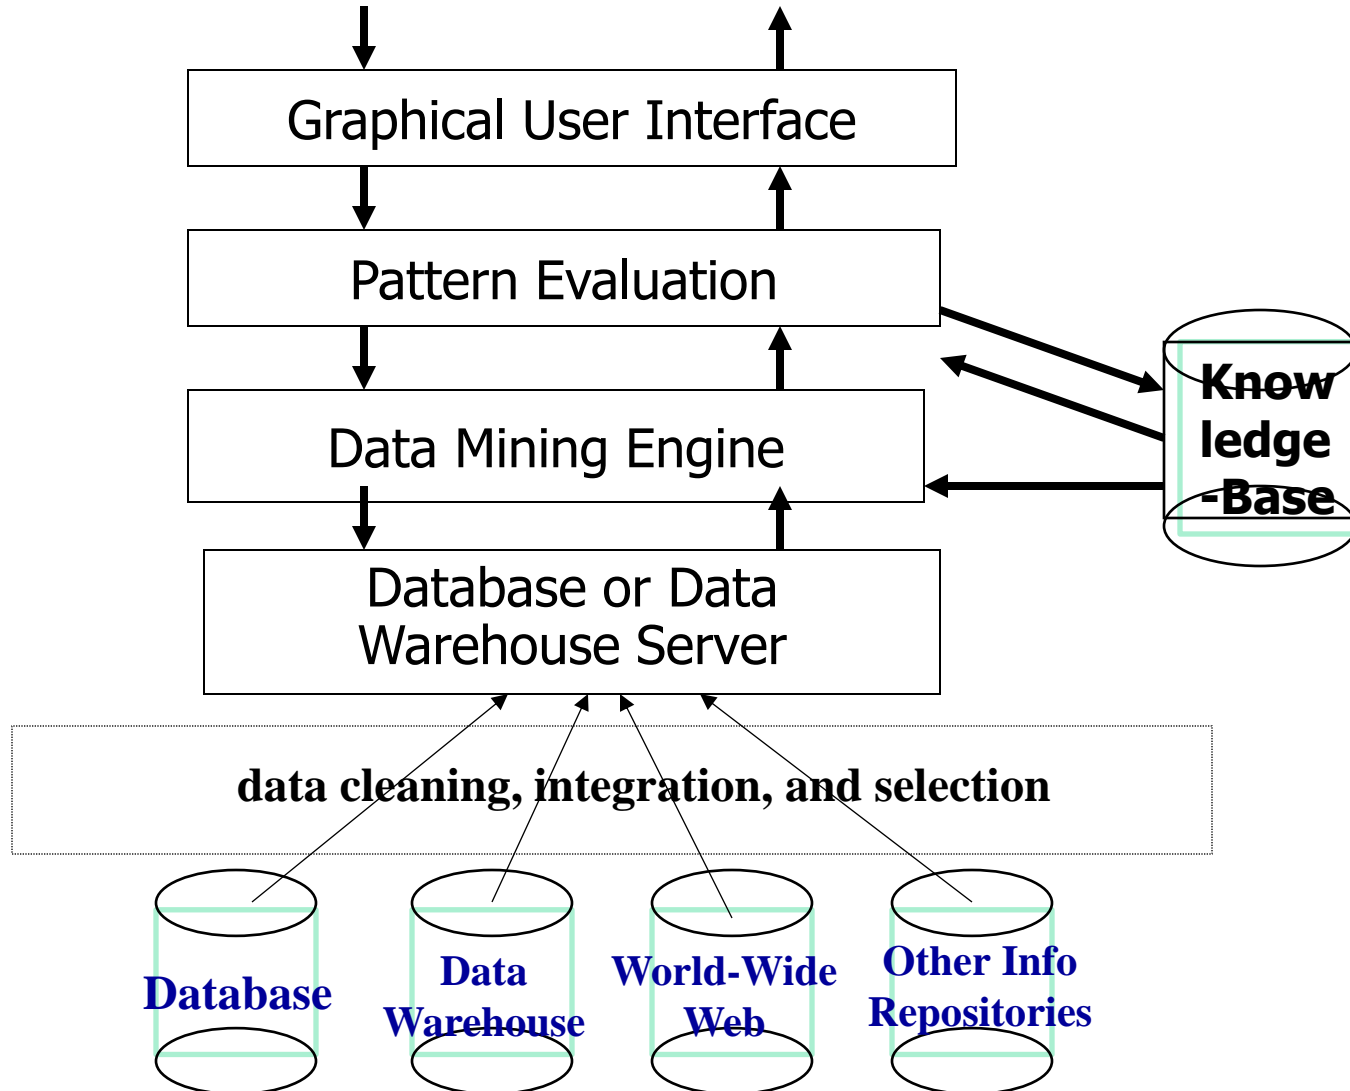 Graphical User Interface
Pattern Evaluation
Data Mining Engine
Know
ledge
-Base
Database or Data
Warehouse Server
data cleaning, integration, and selection
Database
Data
Warehouse
World-Wide
Web
Other Info
Repositories